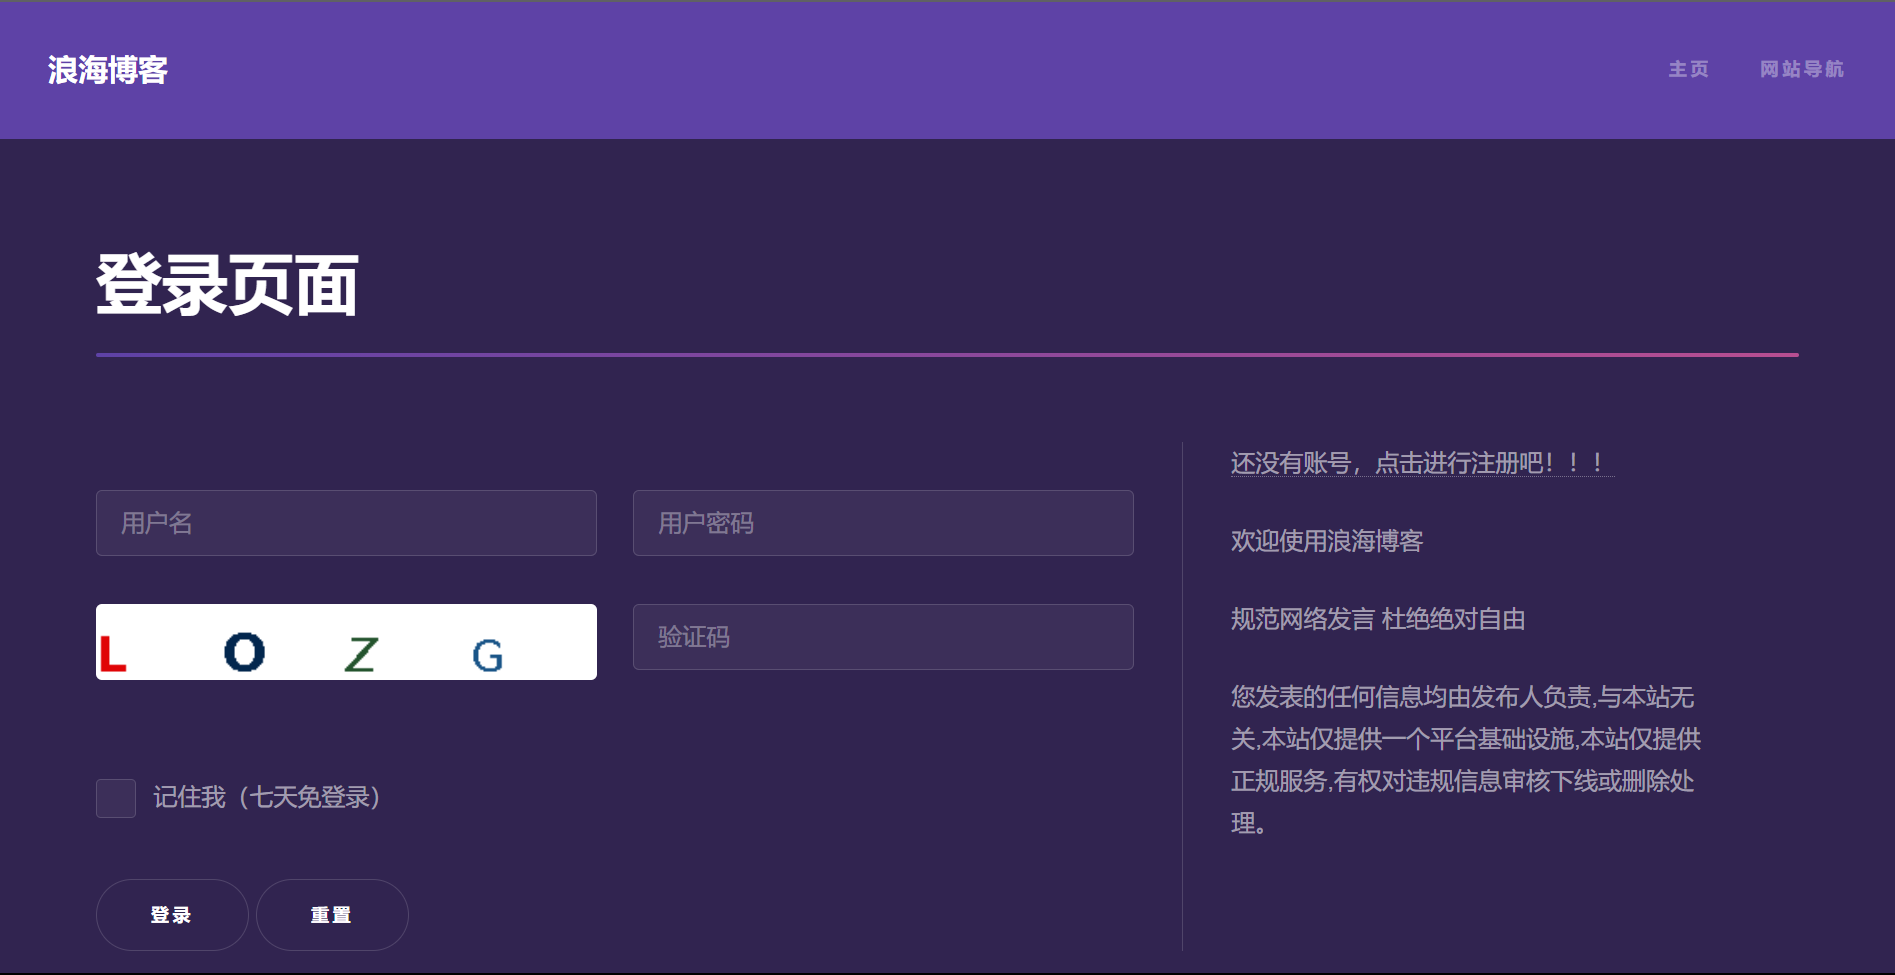 浪海博客
主页
网站导航
登录页面
用户名
用户密码
L O Z G
验证码
记住我（七天免登录）
登录
重置
还没有账号，点击进行注册吧！！！
欢迎使用浪海博客
规范网络发言 杜绝绝对自由
您发表的任何信息均由发布人负责,与本站无
关,本站仅提供一个平台基础设施,本站仅提供
正规服务,有权对违规信息审核下线或删除处
理。